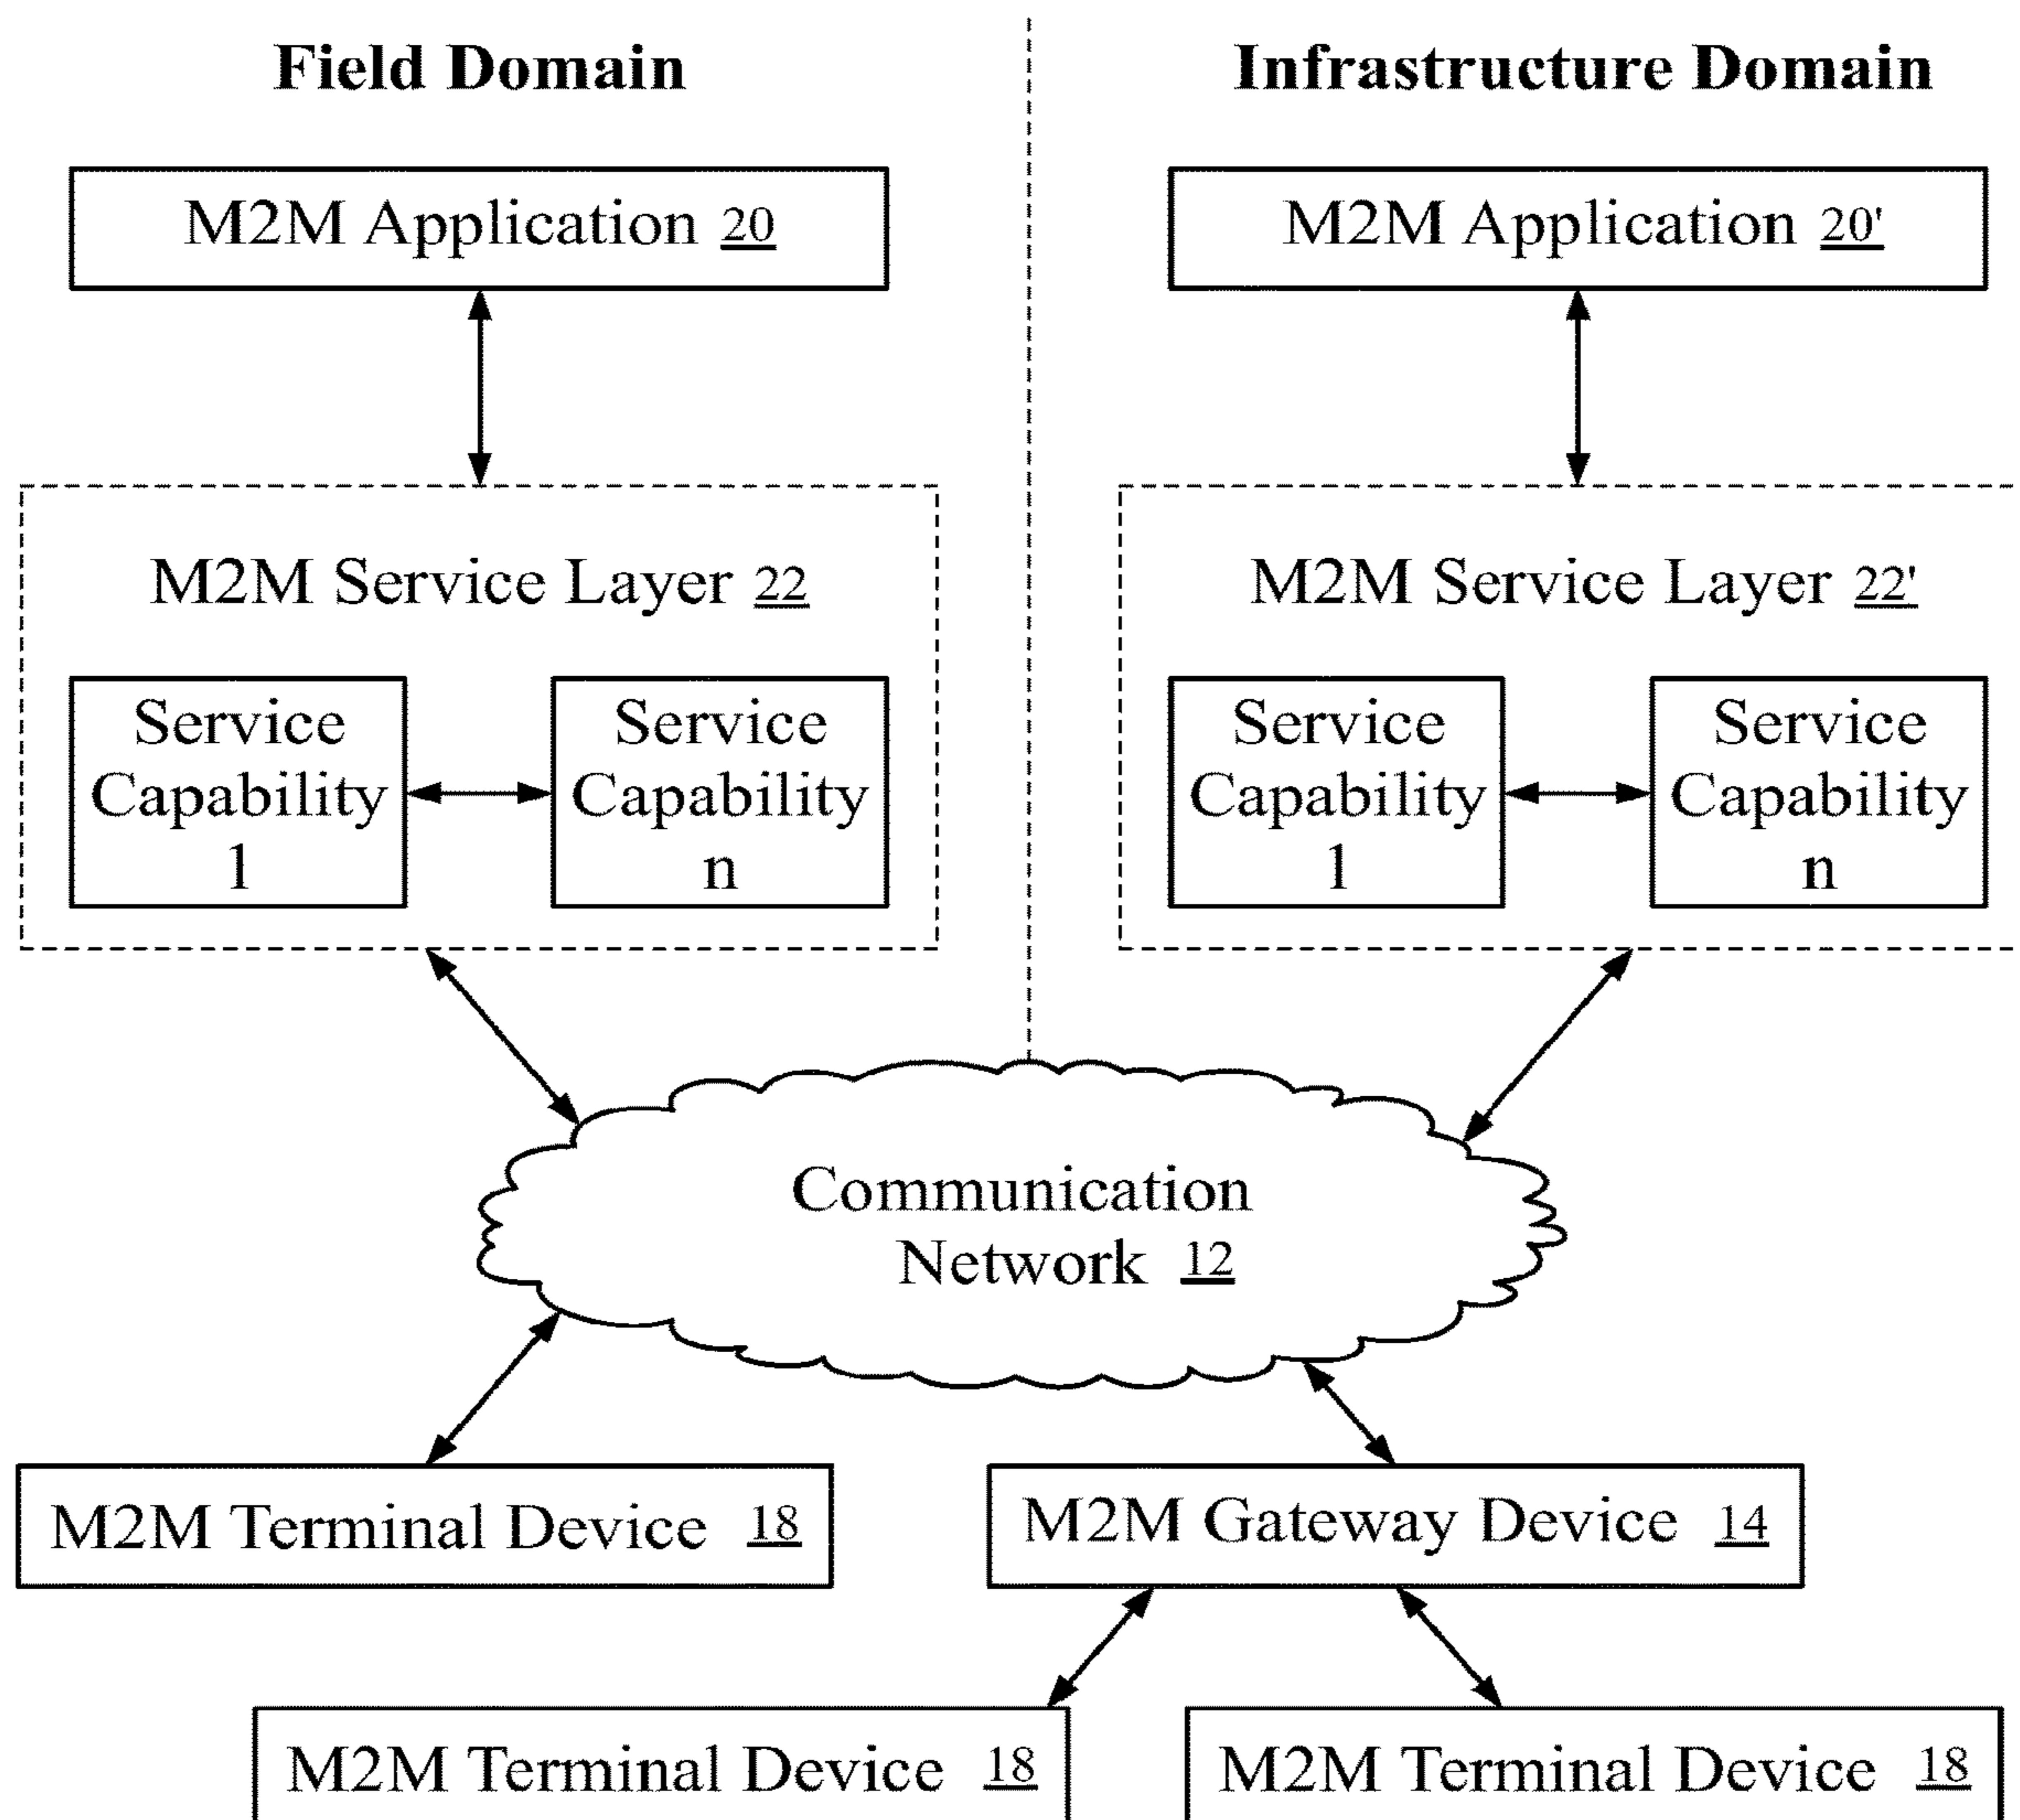 Field Domain
Infrastructure Domain
M2M Application 20
M2M Application 20'
M2M Service Layer 22
Service
Capability
1
Service
Capability
n
M2M Service Layer 22'
Service
Capability
1
Service
Capability
n
Communication
Network 12
M2M Terminal Device 18
M2M Gateway Device 14
M2M Terminal Device 18
M2M Terminal Device 18